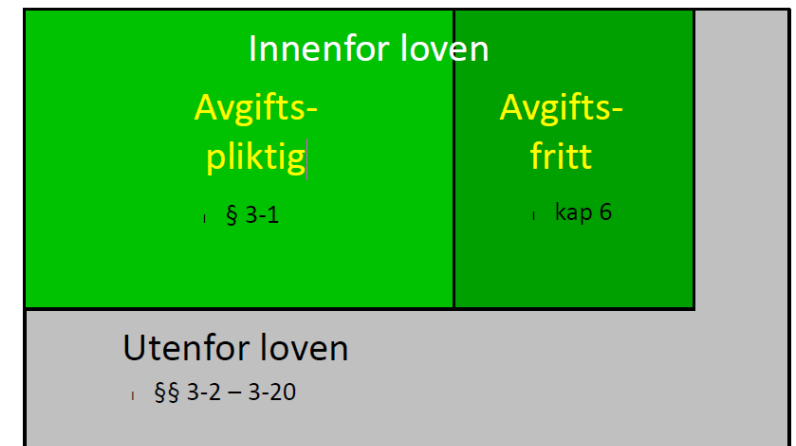 Innenfor loven
Avgifts-
pliktig
§ 3-1
Avgifts-
fritt
kap 6
Utenfor loven
§§ 3-2 – 3-20